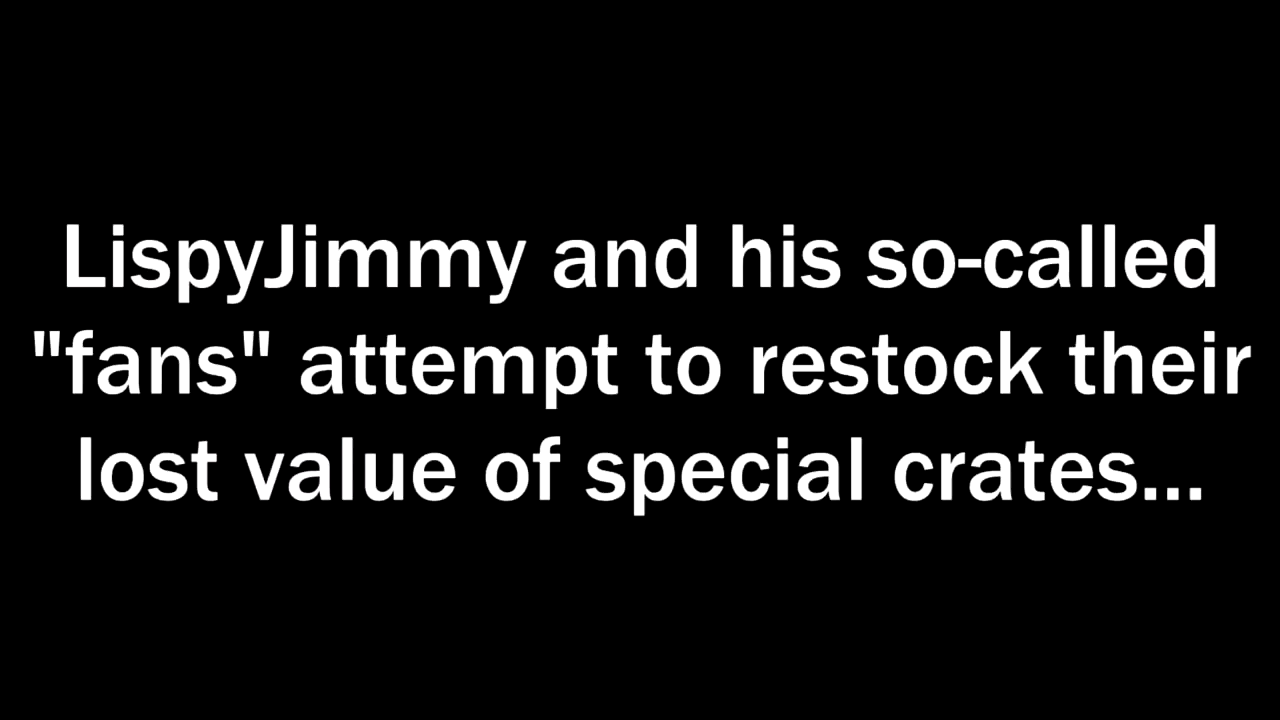 LispyJimmy and his so-called
"fans" attempt to restock their
lost value of special crates...